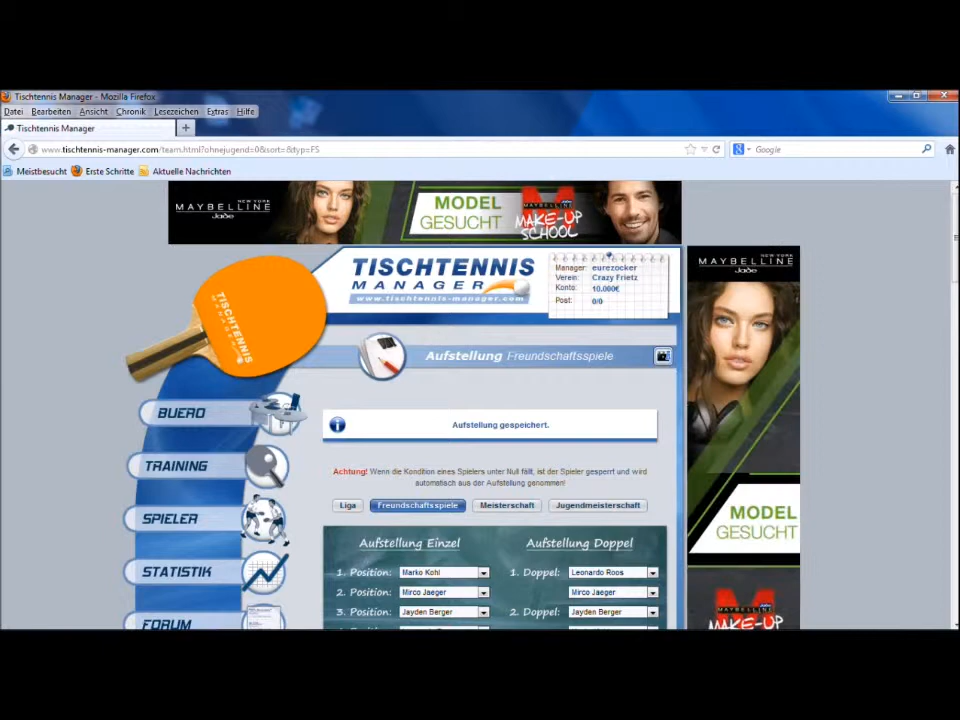 Tischtennis Manager - Mozilla Firefox
Datei Bearbeiten Ansicht Chronik Lesezeichen Extras Hilfe
Tischtennis Manager
www.tischtennis-manager.com/team.html?ohnejugend=0&sort=&typ=FS
Google
Meistbesucht Erste Schritte Aktuelle Nachrichten
MAYBELLINE
NEW YORK
Jade
MODEL
GESUCHT
MAYBELLINE
MAKE-UP
SCHOOL
TISCHTENNIS
MANAGER
www.tischtennis-manager.com
Manager: eurezocker
Verein: Crazy Frietz
Konto: 10.000€
Post: 0/0
MAYBELLINE
NEW YORK
Jade
TISCHTENNIS
MANAGER
Aufstellung Freundschaftsspiele
BUERO
Aufstellung gespeichert.
TRAINING
Achtung! Wenn die Kondition eines Spielers unter Null fällt, ist der Spieler gesperrt und wird
automatisch aus der Aufstellung genommen!
Liga Freundschaftsspiele Meisterschaft Jugendmeisterschaft
SPIELER
MODEL
GESUCHT
Aufstellung Einzel Aufstellung Doppel
STATISTIK
1. Position: Marko Kohl 1. Doppel: Leonardo Roos
2. Position: Mirco Jaeger Mirco Jaeger
3. Position: Jayden Berger 2. Doppel: Jayden Berger
FORUM
MAYBELLINE
MAKE-UP